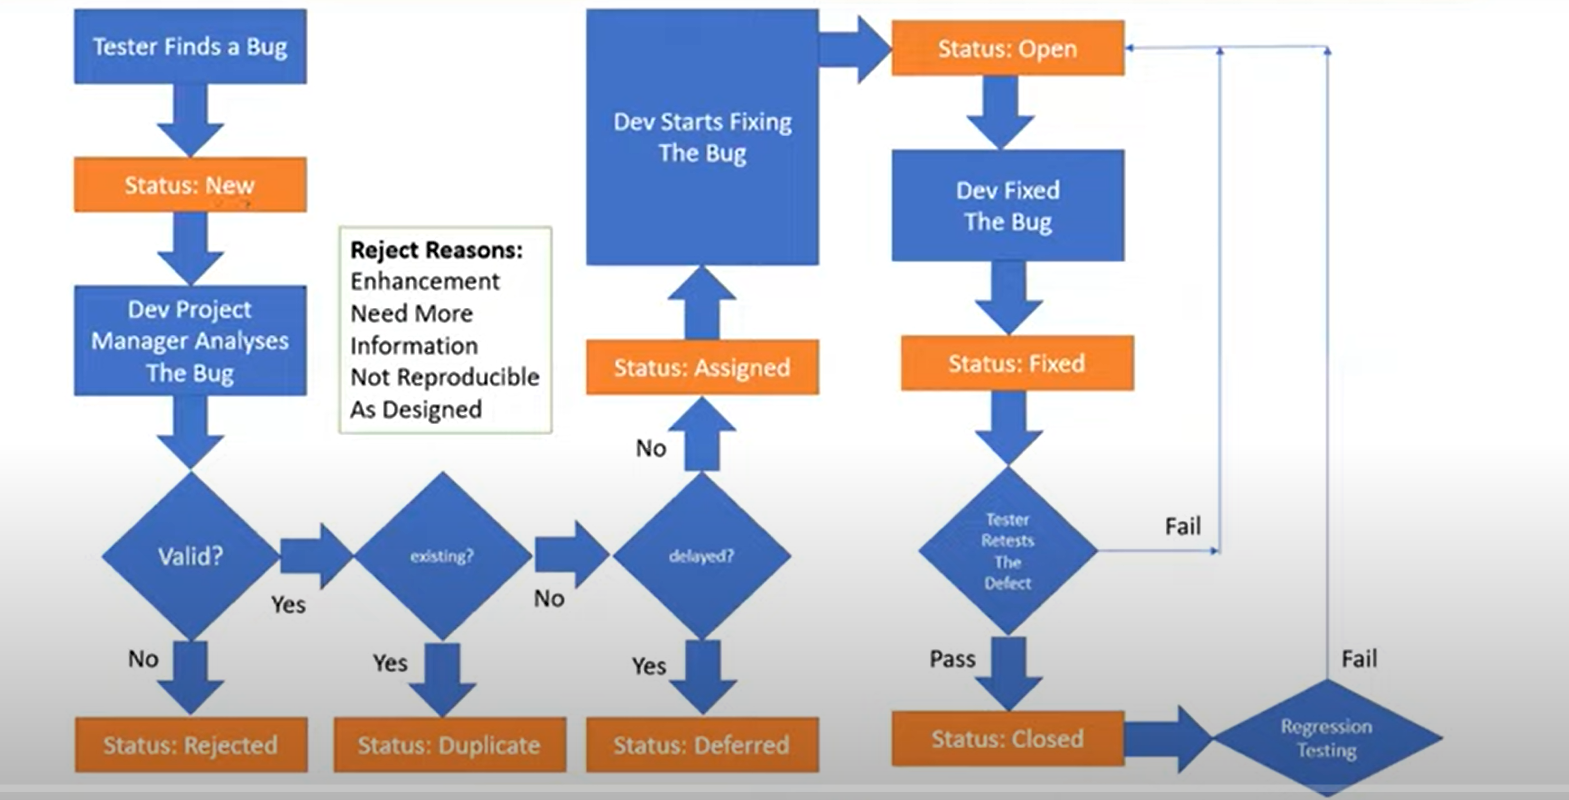 Tester Finds a Bug
Status: New
Dev Project
Manager Analyses
The Bug
Valid?
Yes
No
Status: Rejected
Reject Reasons:
Enhancement
Need More
Information
Not Reproducible
As Designed
existing?
No
Yes
Status: Duplicate
Dev Starts Fixing
The Bug
Status: Assigned
No
delayed?
Yes
Status: Deferred
Status: Open
Dev Fixed
The Bug
Status: Fixed
Tester
Retests
The
Defect
Fail
Pass
Status: Closed
Fail
Regression
Testing